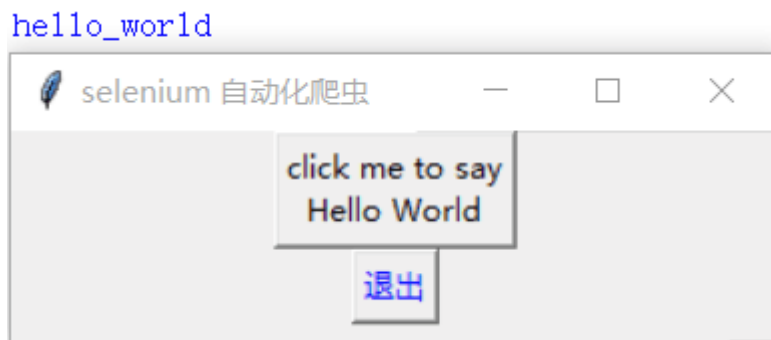 hello_world
selenium 自动化爬虫
click me to say
Hello World
退出